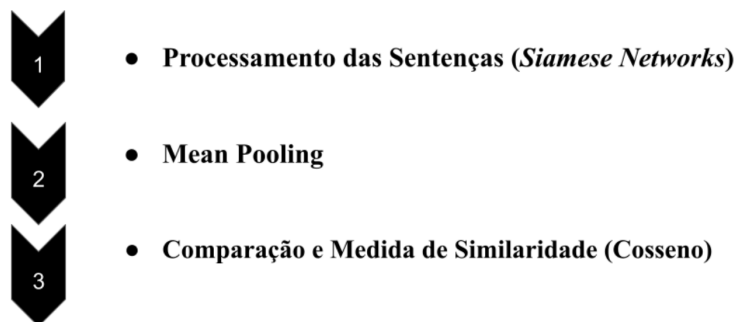 1 ● Processamento das Sentenças (Siamese Networks)
2 ● Mean Pooling
3 ● Comparação e Medida de Similaridade (Cosseno)